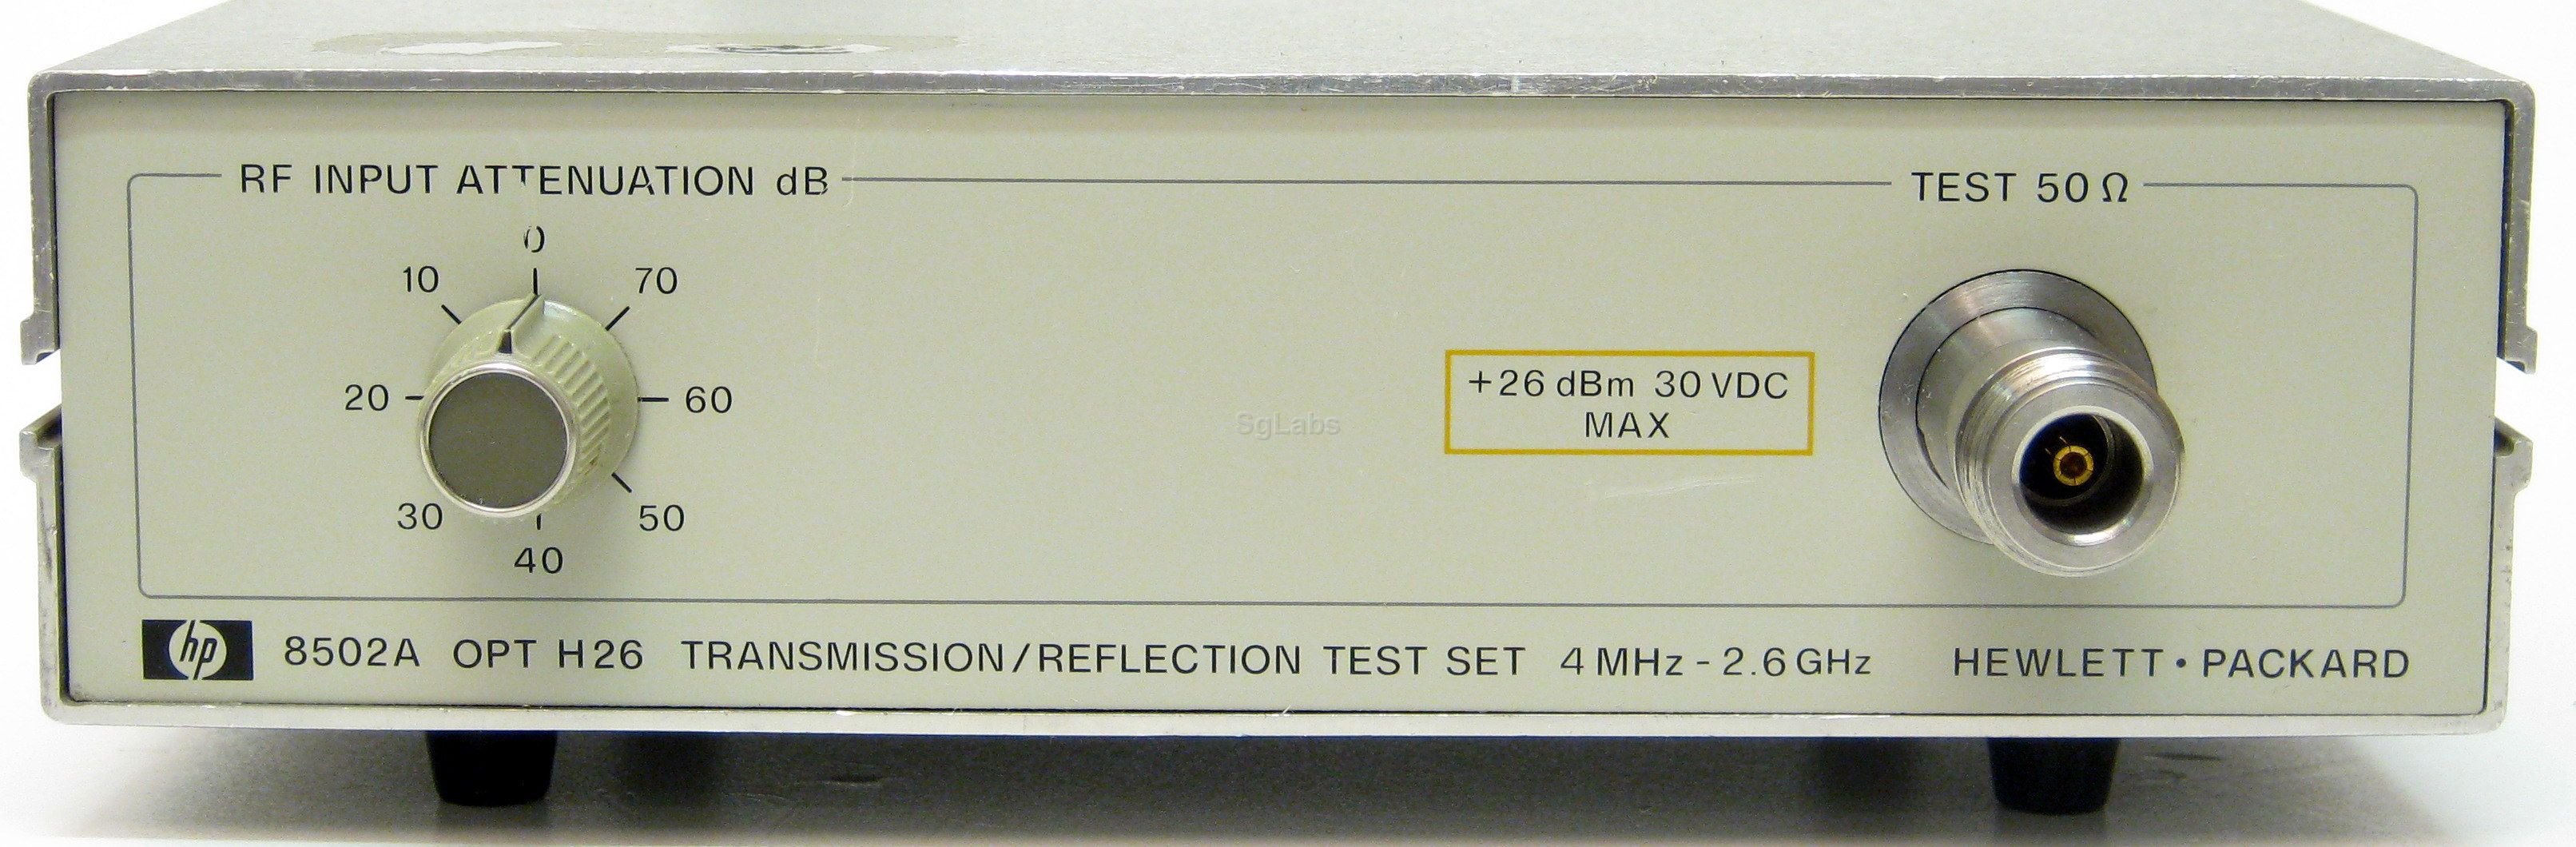 RF INPUT ATTENUATION dB
TEST 50 Ω
0
10
70
20
60
30
50
40
+26 dBm 30 VDC
MAX
SgLabs
hp 8502A OPT H26 TRANSMISSION/REFLECTION TEST SET 4 MHz - 2.6 GHz HEWLETT • PACKARD